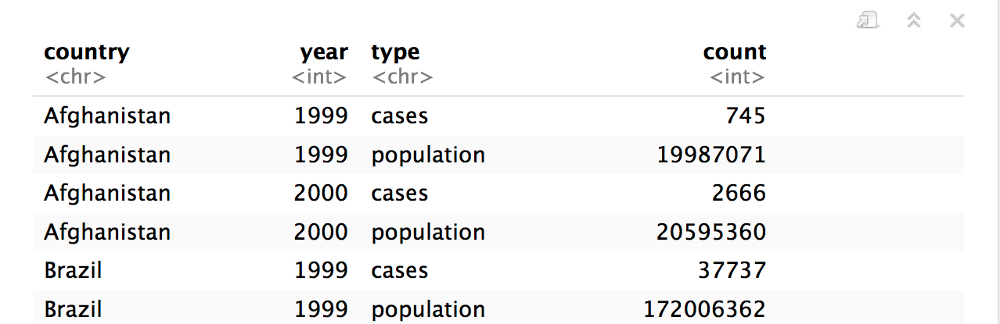 country year type count
<chr> <int> <chr> <int>
Afghanistan 1999 cases 745
Afghanistan 1999 population 19987071
Afghanistan 2000 cases 2666
Afghanistan 2000 population 20595360
Brazil 1999 cases 37737
Brazil 1999 population 172006362